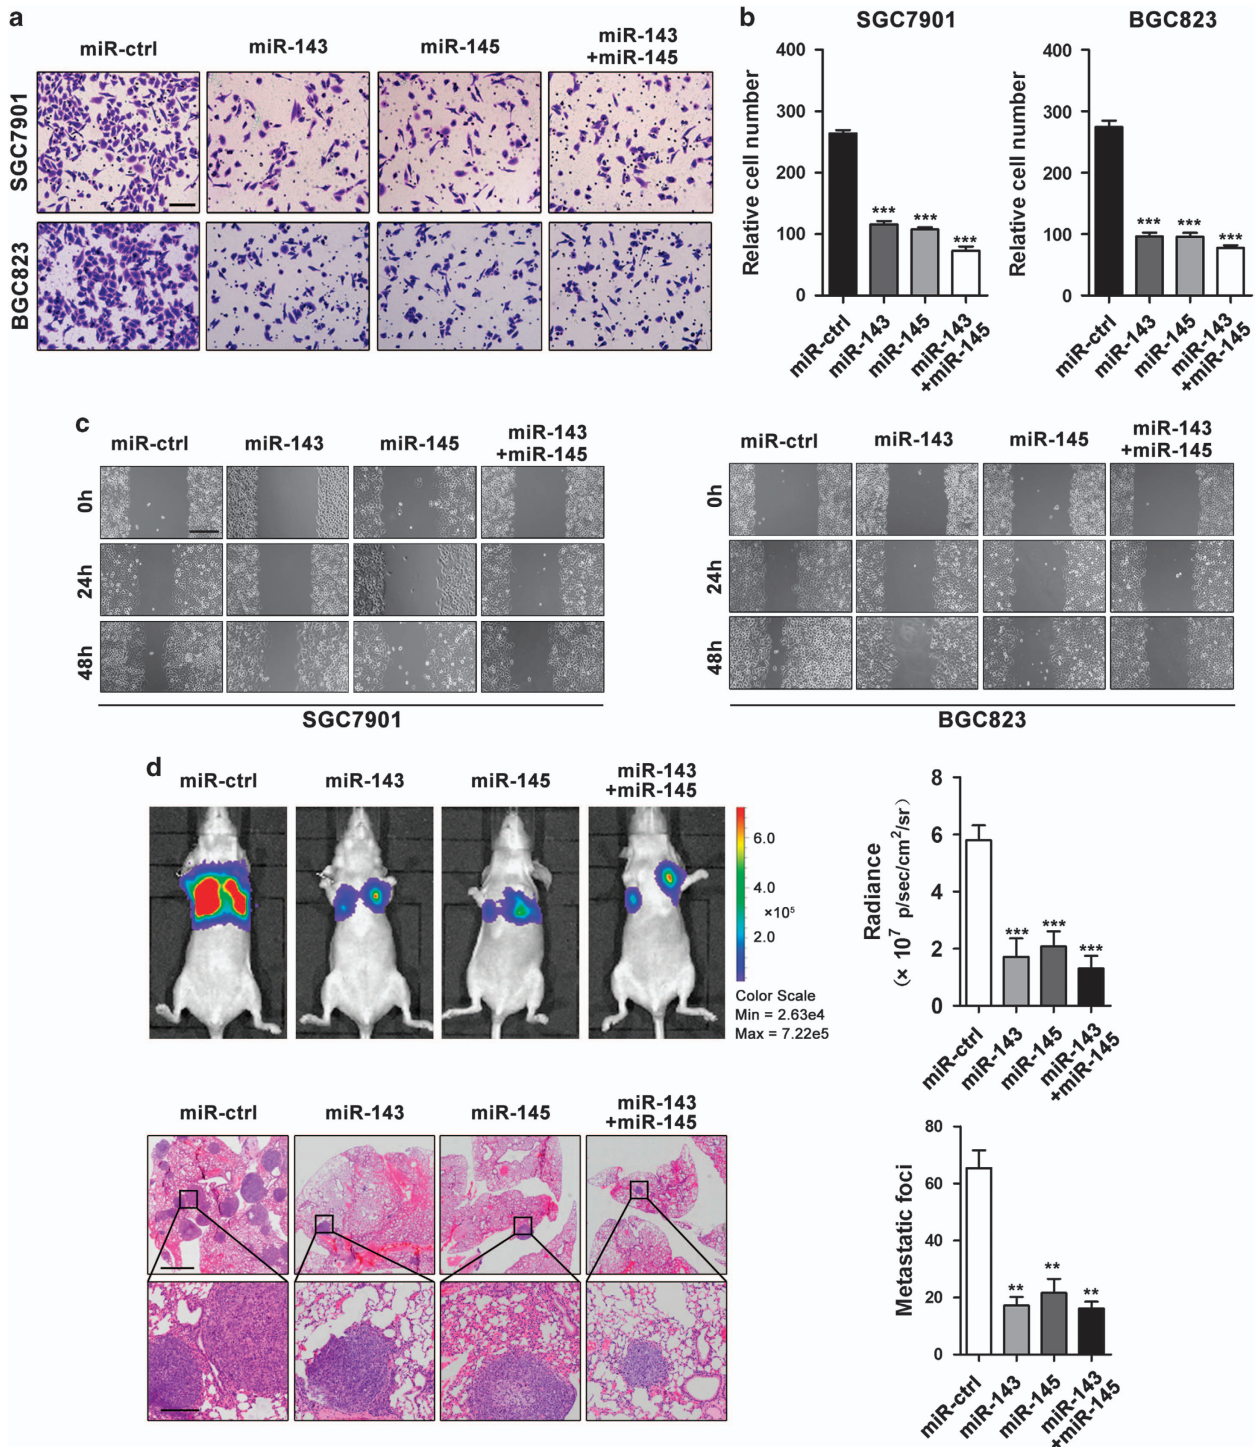 a
miR-ctrl
miR-143
miR-145
miR-143
+miR-145
SGC7901
BGC823
b
SGC7901
400
300
200
100
0
Relative cell number
***
***
***
miR-ctrl
miR-143
miR-145
miR-143
+miR-145
BGC823
400
300
200
100
0
Relative cell number
***
***
***
miR-ctrl
miR-143
miR-145
miR-143
+miR-145
c
miR-ctrl
miR-143
miR-145
miR-143
+miR-145
0h
24h
48h
SGC7901
miR-ctrl
miR-143
miR-145
miR-143
+miR-145
0h
24h
48h
BGC823
d
miR-ctrl
miR-143
miR-145
miR-143
+miR-145
6.0
4.0
×10⁵
2.0
Color Scale
Min = 2.63e4
Max = 7.22e5
8
6
4
2
0
Radiance
(× 10⁷ p/sec/cm²/sr)
***
***
***
miR-ctrl
miR-143
miR-145
miR-143
+miR-145
miR-ctrl
miR-143
miR-145
miR-143
+miR-145
80
60
40
20
0
Metastatic foci
**
**
**
miR-ctrl
miR-143
miR-145
miR-143
+miR-145